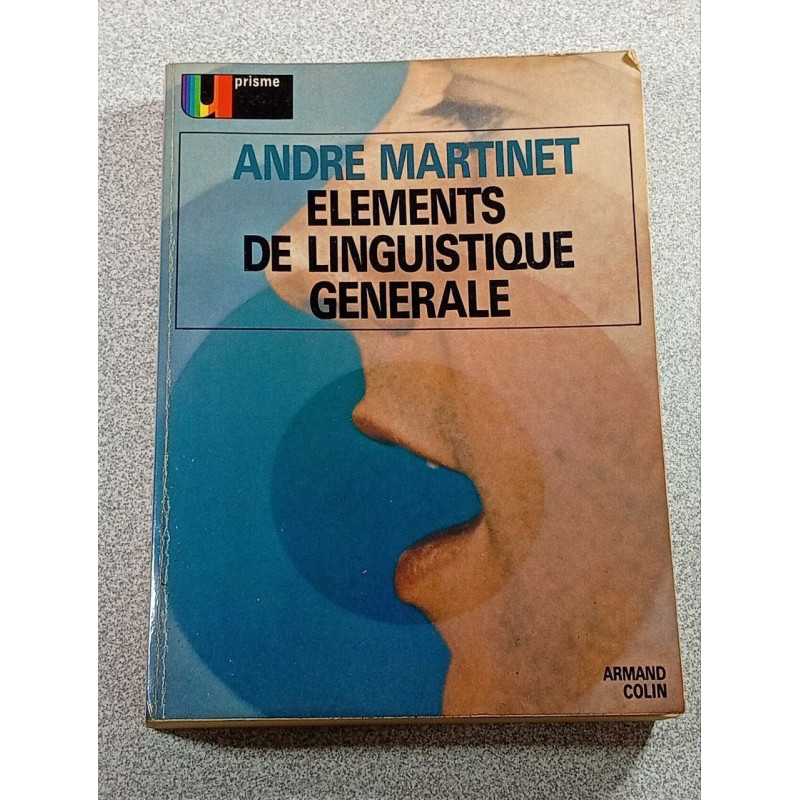 u prisme
ANDRE MARTINET
ELEMENTS
DE LINGUISTIQUE
GENERALE
ARMAND
COLIN